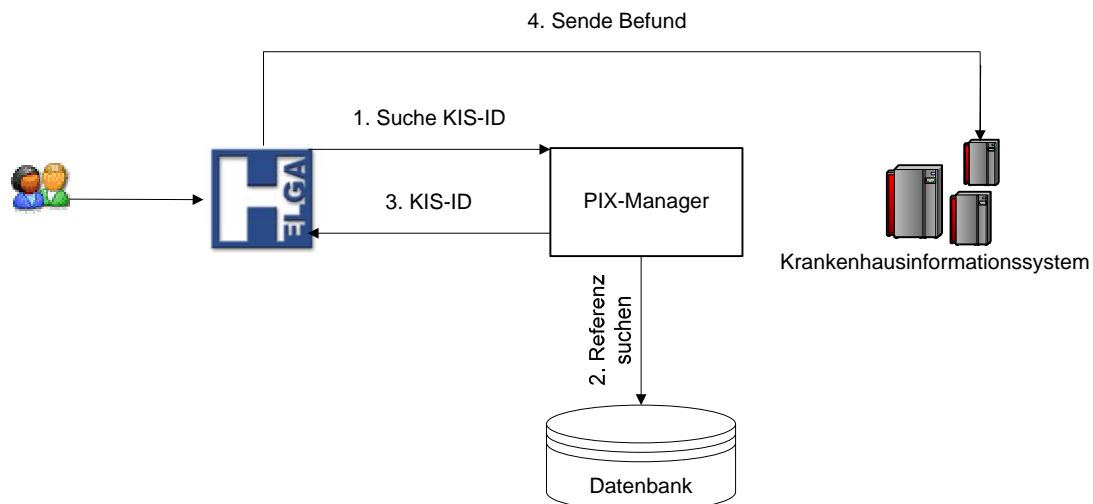 4. Sende Befund
1. Suche KIS-ID
H
ELGA
3. KIS-ID
PIX-Manager
Krankenhausinformationssystem
2. Referenz
suchen
Datenbank